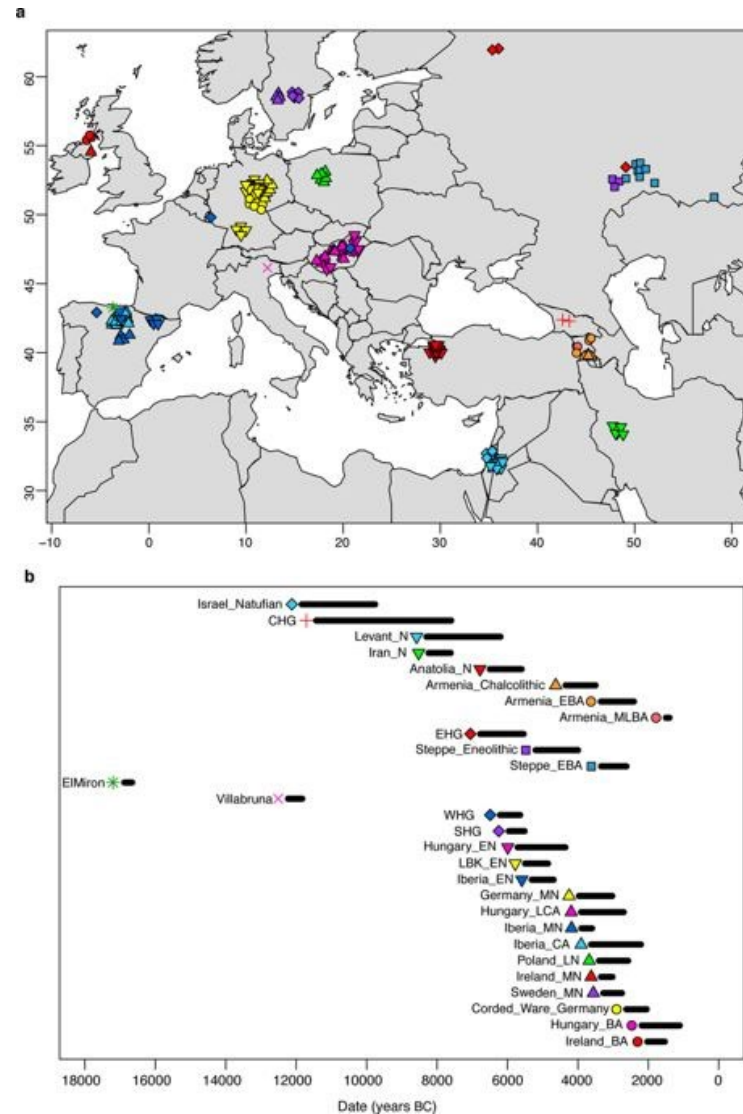 a
60
55
50
45
40
35
30
−10 0 10 20 30 40 50 60
b
Israel_Natufian
CHG
Levant_N
Iran_N
Anatolia_N
Armenia_Chalcolithic
Armenia_EBA
Armenia_MLBA
EHG
Steppe_Eneolithic
Steppe_EBA
ElMiron
Villabruna
WHG
SHG
Hungary_EN
LBK_EN
Iberia_EN
Germany_MN
Hungary_LCA
Iberia_MN
Iberia_CA
Poland_LN
Ireland_MN
Sweden_MN
Corded_Ware_Germany
Hungary_BA
Ireland_BA
18000 16000 14000 12000 10000 8000 6000 4000 2000 0
Date (years BC)